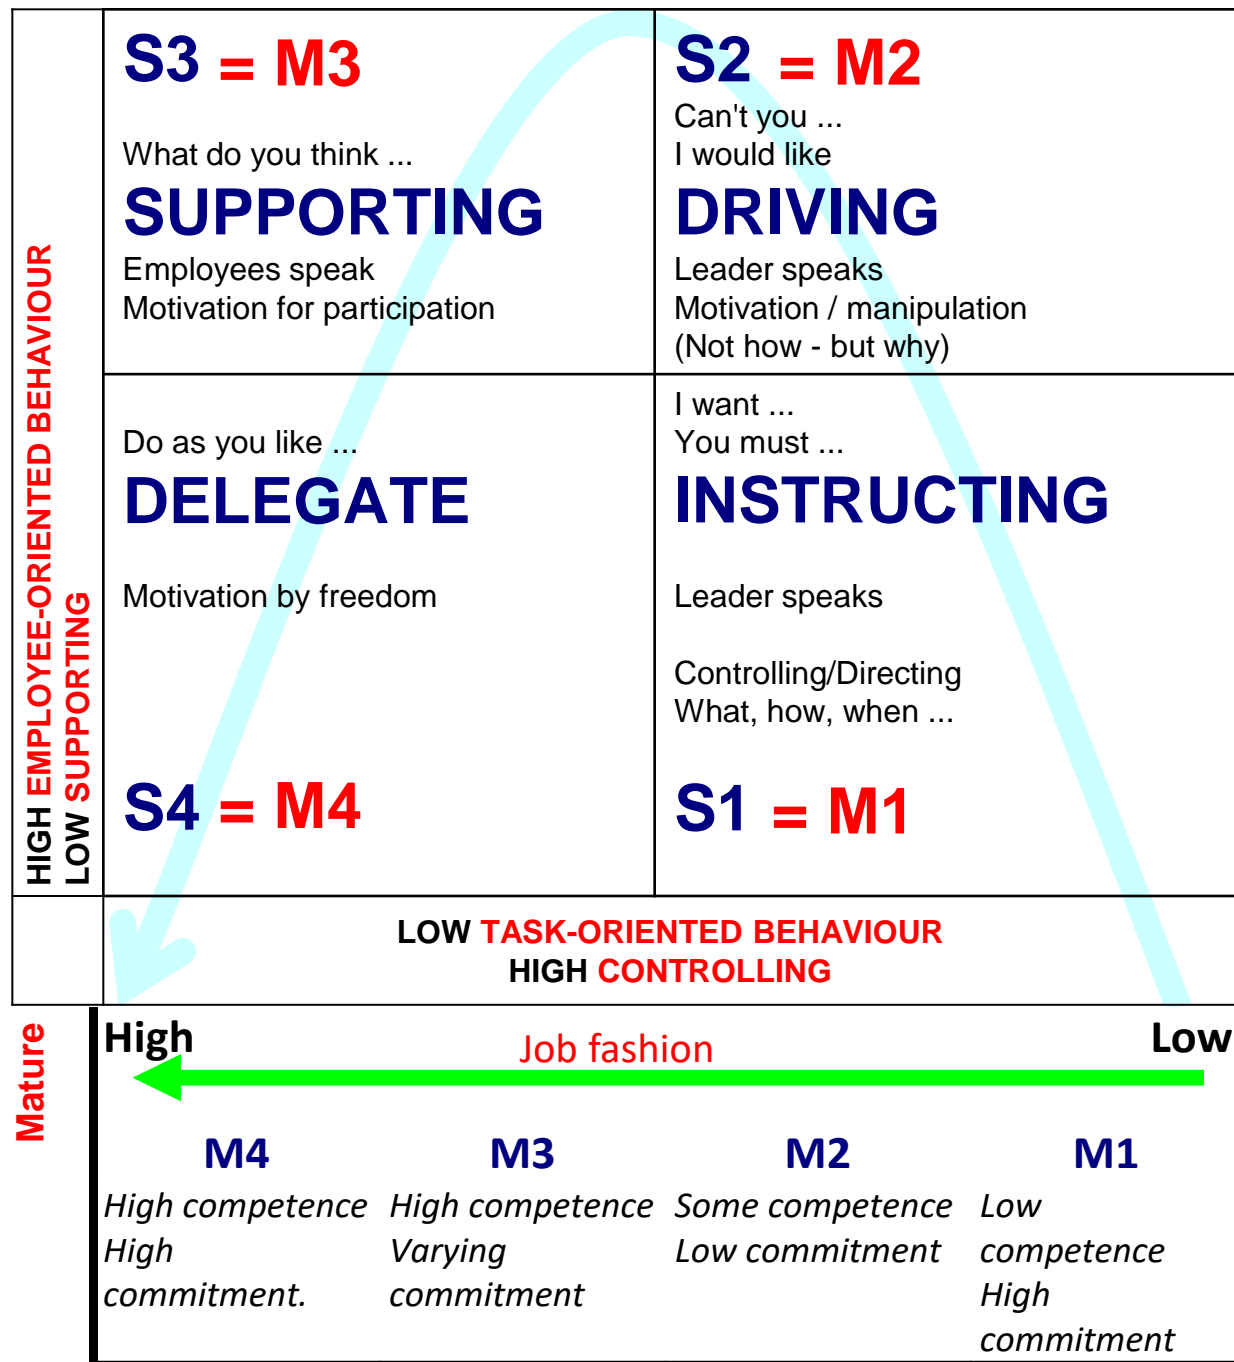 S3 = M3
What do you think ...
SUPPORTING
Employees speak
Motivation for participation
S2 = M2
Can't you ...
I would like
DRIVING
Leader speaks
Motivation / manipulation
(Not how - but why)
Do as you like ...
DELEGATE
Motivation by freedom
S4 = M4
I want ...
You must ...
INSTRUCTING
Leader speaks
Controlling/Directing
What, how, when ...
S1 = M1
HIGH EMPLOYEE-ORIENTED BEHAVIOUR
LOW SUPPORTING
LOW TASK-ORIENTED BEHAVIOUR
HIGH CONTROLLING
Mature
High
Job fashion
Low
M4
High competence
High
commitment.
M3
High competence
Varying
commitment
M2
Some competence
Low commitment
M1
Low
competence
High
commitment